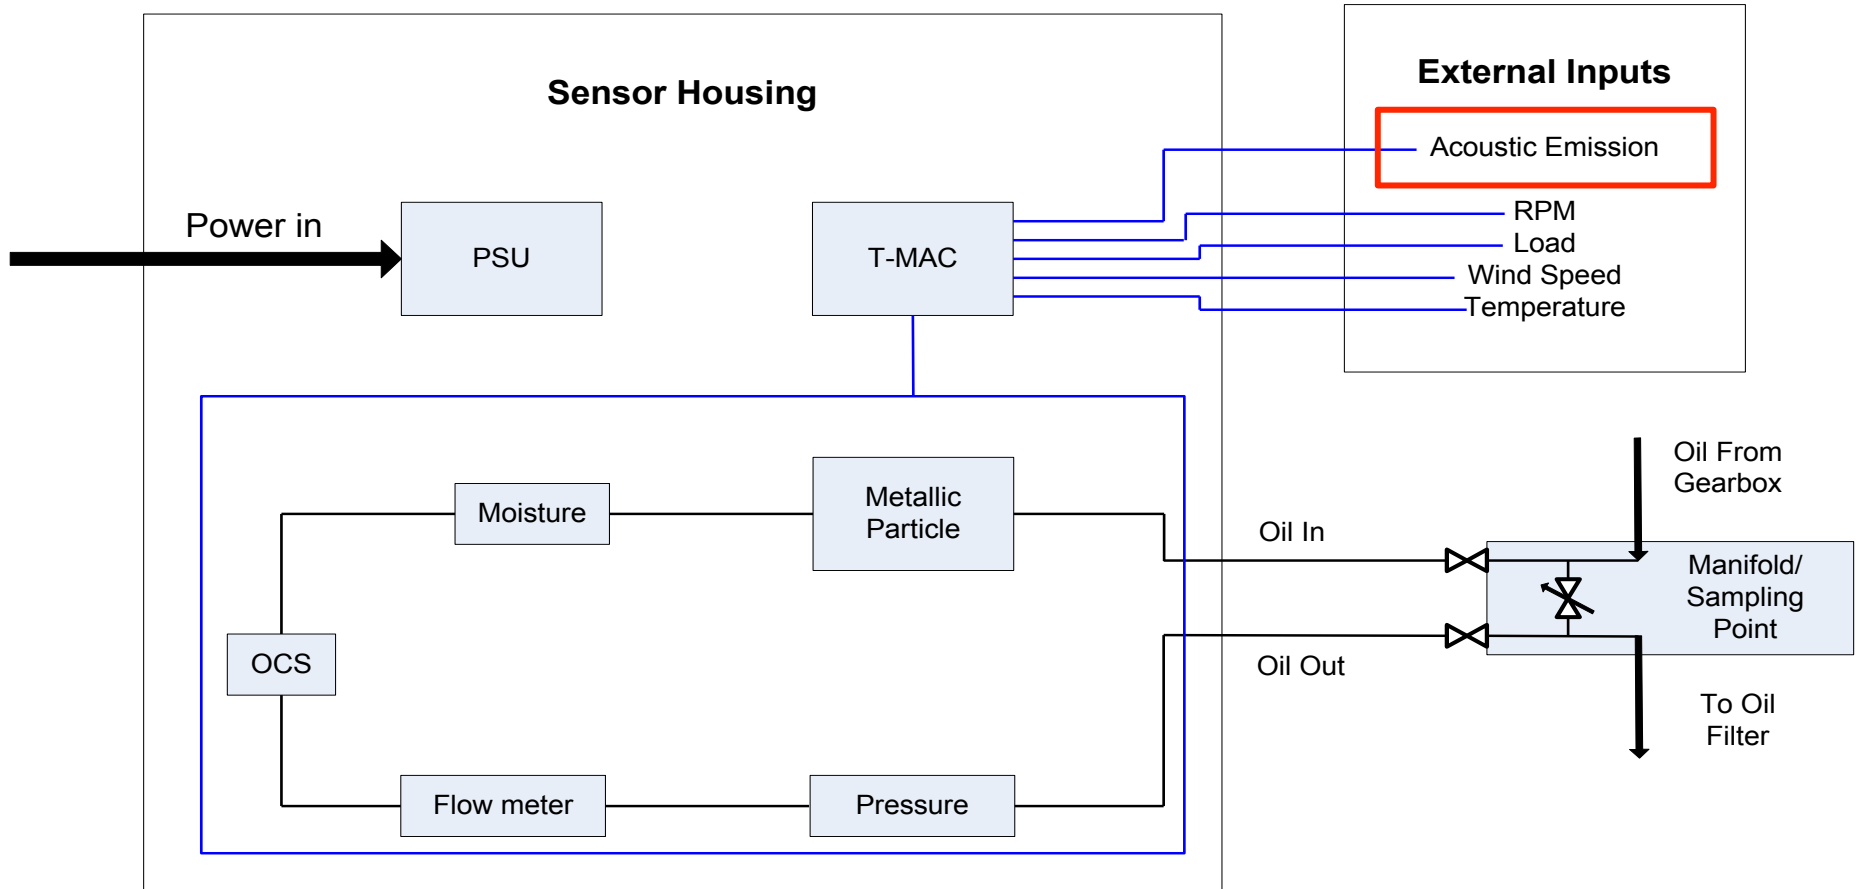 Sensor Housing
External Inputs
Acoustic Emission
Power in
PSU
T-MAC
RPM
Load
Wind Speed
Temperature
Moisture
Metallic
Particle
Oil In
Oil From
Gearbox
Manifold/
Sampling
Point
OCS
Oil Out
To Oil
Filter
Flow meter
Pressure